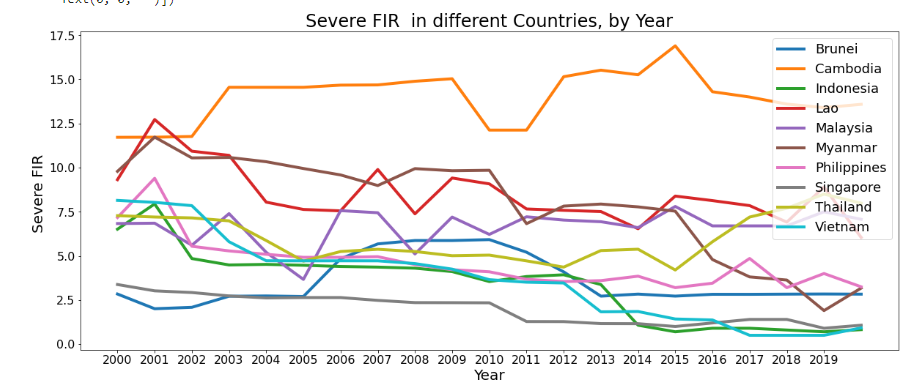 Severe FIR  in different Countries, by Year
17.5
15.0
12.5
10.0
7.5
5.0
2.5
0.0
Severe FIR
Brunei
Cambodia
Indonesia
Lao
Malaysia
Myanmar
Philippines
Singapore
Thailand
Vietnam
2000 2001 2002 2003 2004 2005 2006 2007 2008 2009 2010 2011 2012 2013 2014 2015 2016 2017 2018 2019
Year